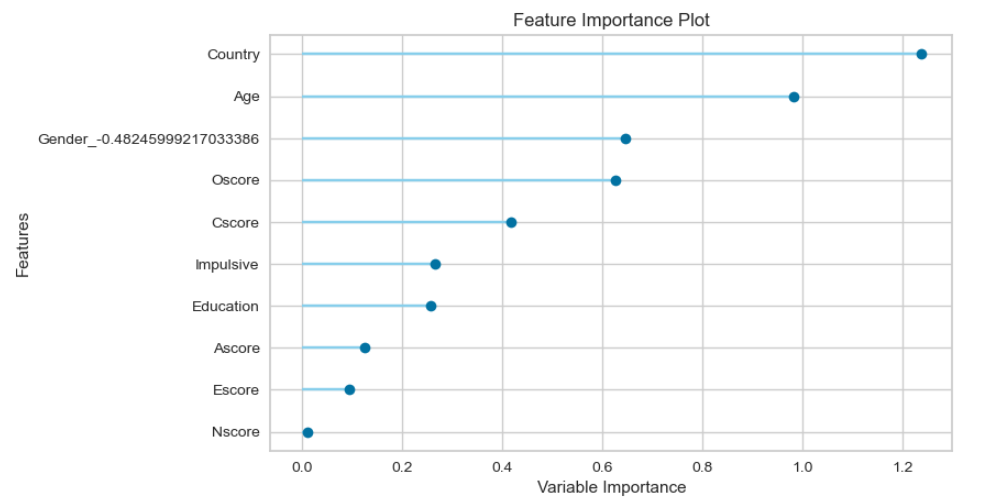 Feature Importance Plot
Features
Country
Age
Gender_-0.48245999217033386
Oscore
Cscore
Impulsive
Education
Ascore
Escore
Nscore
0.0 0.2 0.4 0.6 0.8 1.0 1.2
Variable Importance